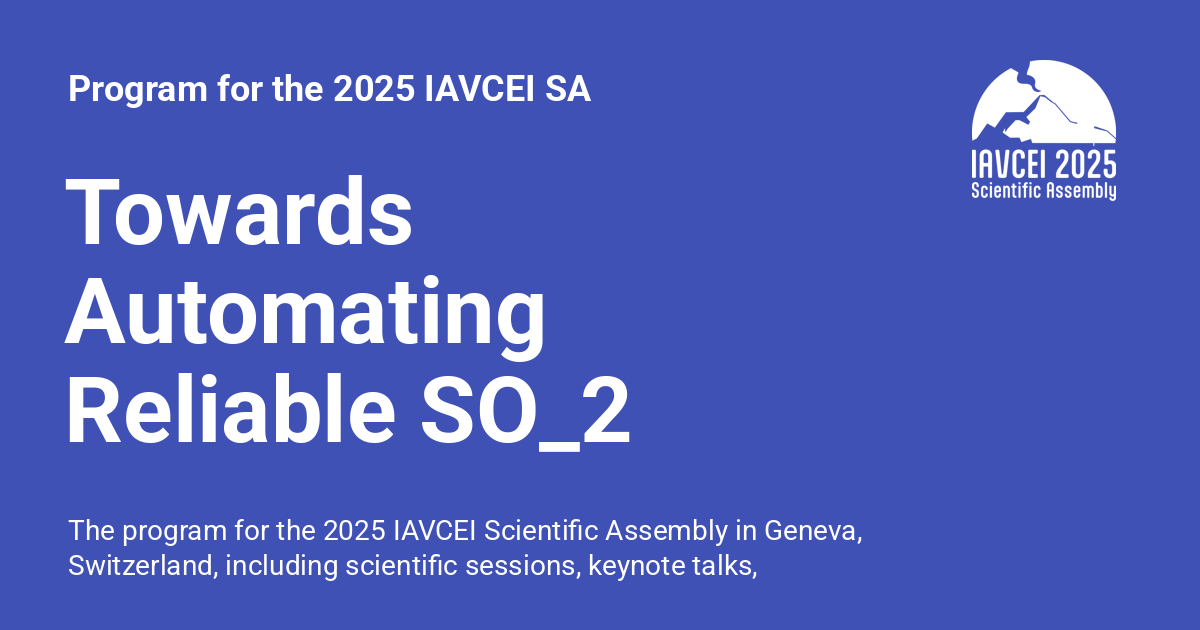 Program for the 2025 IAVCEI SA
IAVCEI 2025
Scientific Assembly
Towards
Automating
Reliable SO_2
The program for the 2025 IAVCEI Scientific Assembly in Geneva,
Switzerland, including scientific sessions, keynote talks,